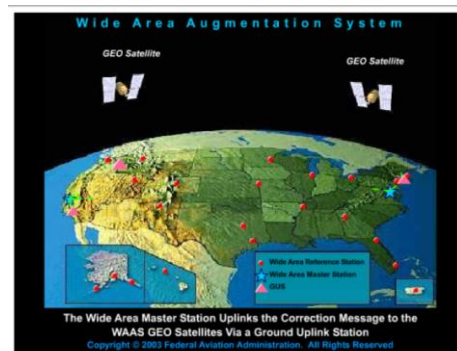 Wide Area Augmentation System
GEO Satellite
GEO Satellite
Wide Area Reference Station
Wide Area Master Station
GUS
The Wide Area Master Station Uplinks the Correction Message to the
WAAS GEO Satellites Via a Ground Uplink Station
Copyright © 2003 Federal Aviation Administration. All Rights Reserved